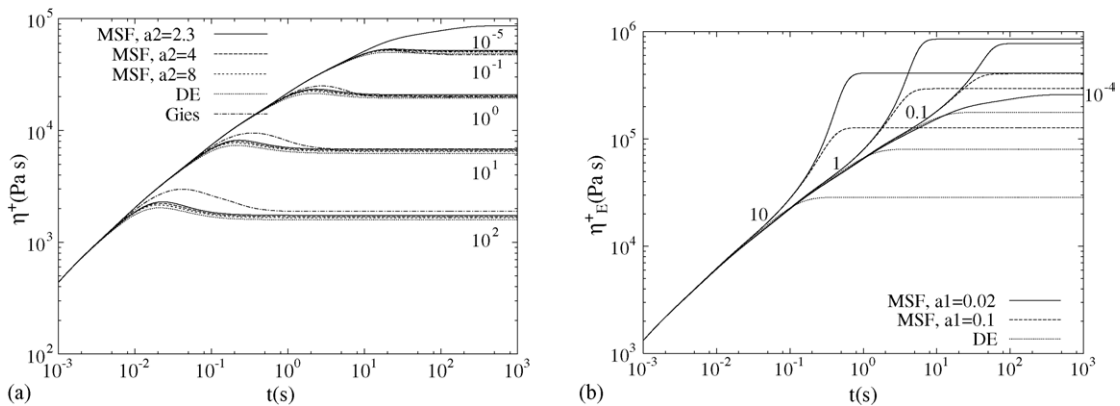 10^5
MSF, a2=2.3
MSF, a2=4
MSF, a2=8
DE
Gies
10^-5
10^-1
10^0
10^1
10^2
10^4
10^3
10^2
η^+(Pa s)
10^-3 10^-2 10^-1 10^0 10^1 10^2 10^3
t(s)
(a)
10^6
10^5
10^4
10^3
η^+_E(Pa s)
10^-4
0.1
1
10
MSF, a1=0.02
MSF, a1=0.1
DE
10^-3 10^-2 10^-1 10^0 10^1 10^2 10^3
t(s)
(b)